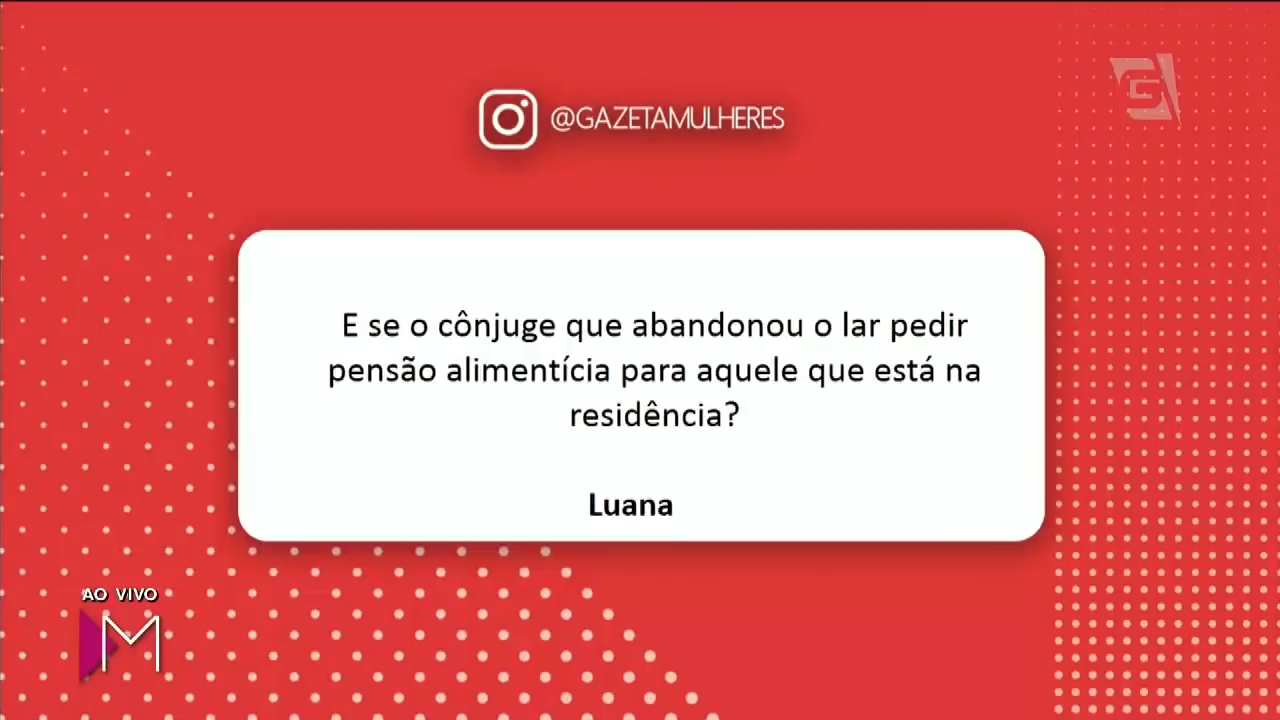 @GAZETAMULHERES
E se o cônjuge que abandonou o lar pedir
pensão alimentícia para aquele que está na
residência?
Luana
AO VIVO
M